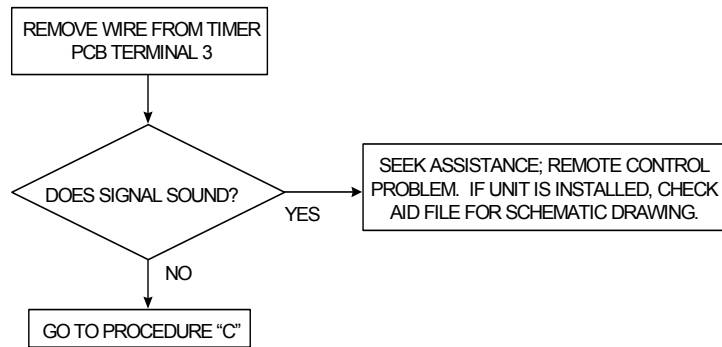 REMOVE WIRE FROM TIMER
PCB TERMINAL 3
DOES SIGNAL SOUND?
YES
SEEK ASSISTANCE; REMOTE CONTROL
PROBLEM. IF UNIT IS INSTALLED, CHECK
AID FILE FOR SCHEMATIC DRAWING.
NO
GO TO PROCEDURE “C”